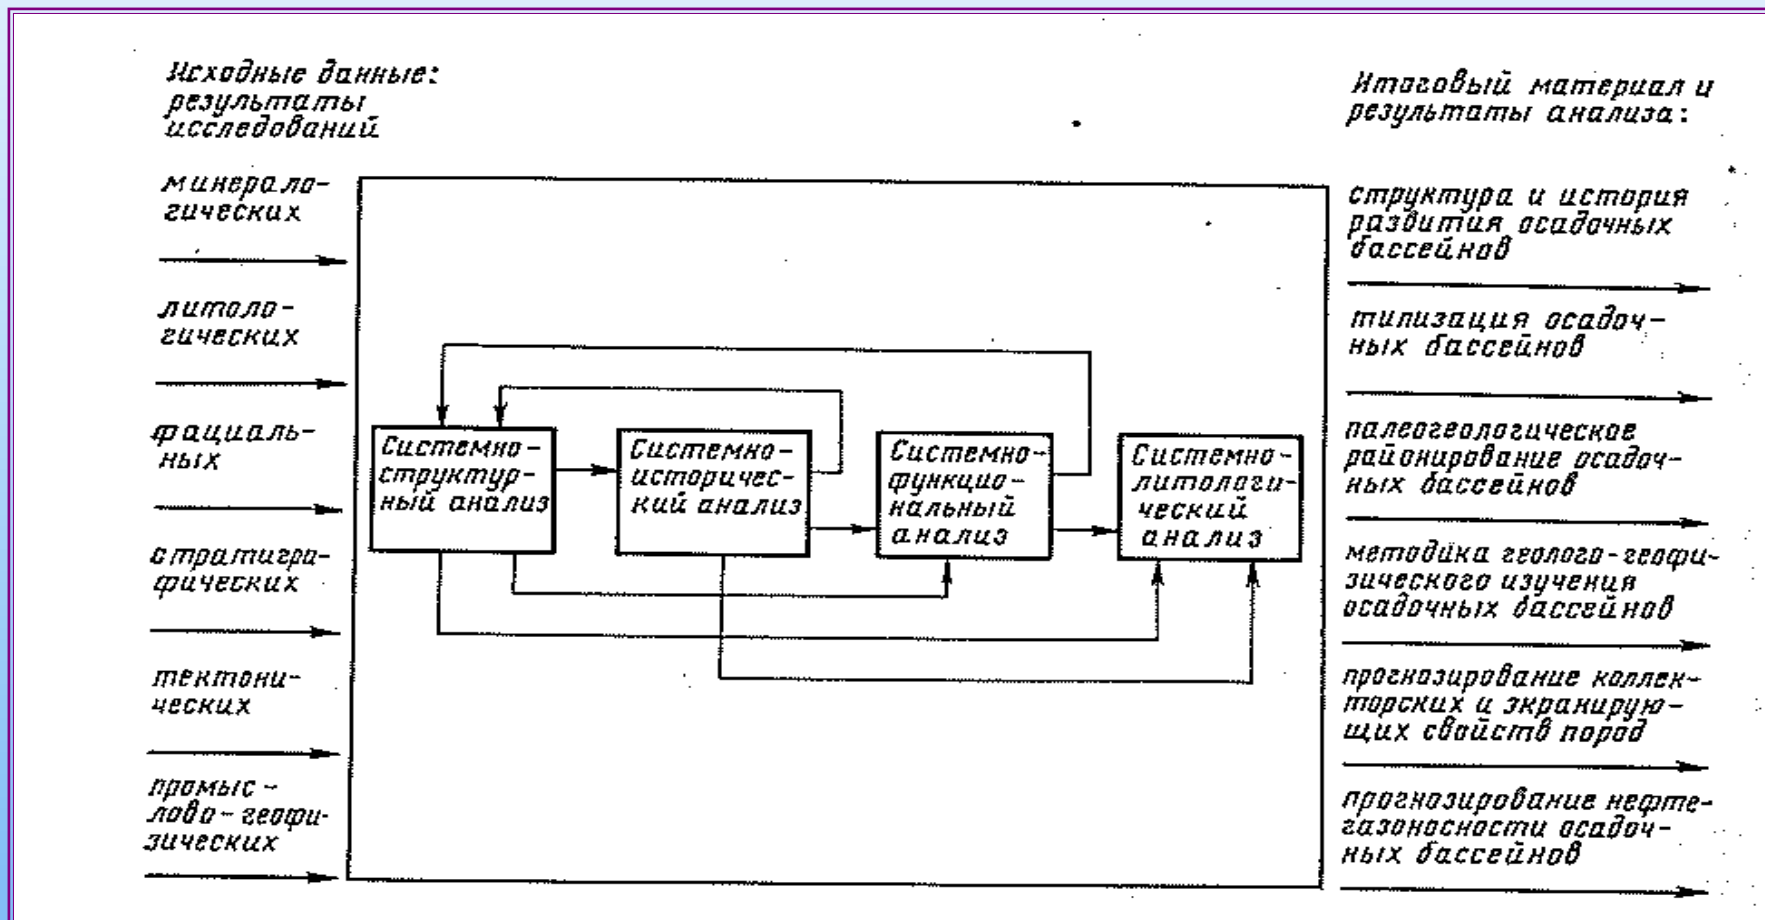 Исходные данные:
результаты
исследований
минерало-
гических
литоло-
гических
фациаль-
ных
стратигра-
фических
тектони-
ческих
промыс-
лово-геофи-
зических
Системно-
структур-
ный анализ
Системно-
историчес-
кий анализ
Системно-
функцио-
нальный
анализ
Системно-
литологи-
ческий
анализ
Итоговый материал и
результаты анализа:
структура и история
развития осадочных
бассейнов
типизация осадоч-
ных бассейнов
палеогеологическое
районирование осадоч-
ных бассейнов
методика геолого-геофи-
зического изучения
осадочных бассейнов
прогнозирование коллек-
торских и экранирую-
щих свойств пород
прогнозирование нефте-
газоносности осадоч-
ных бассейнов